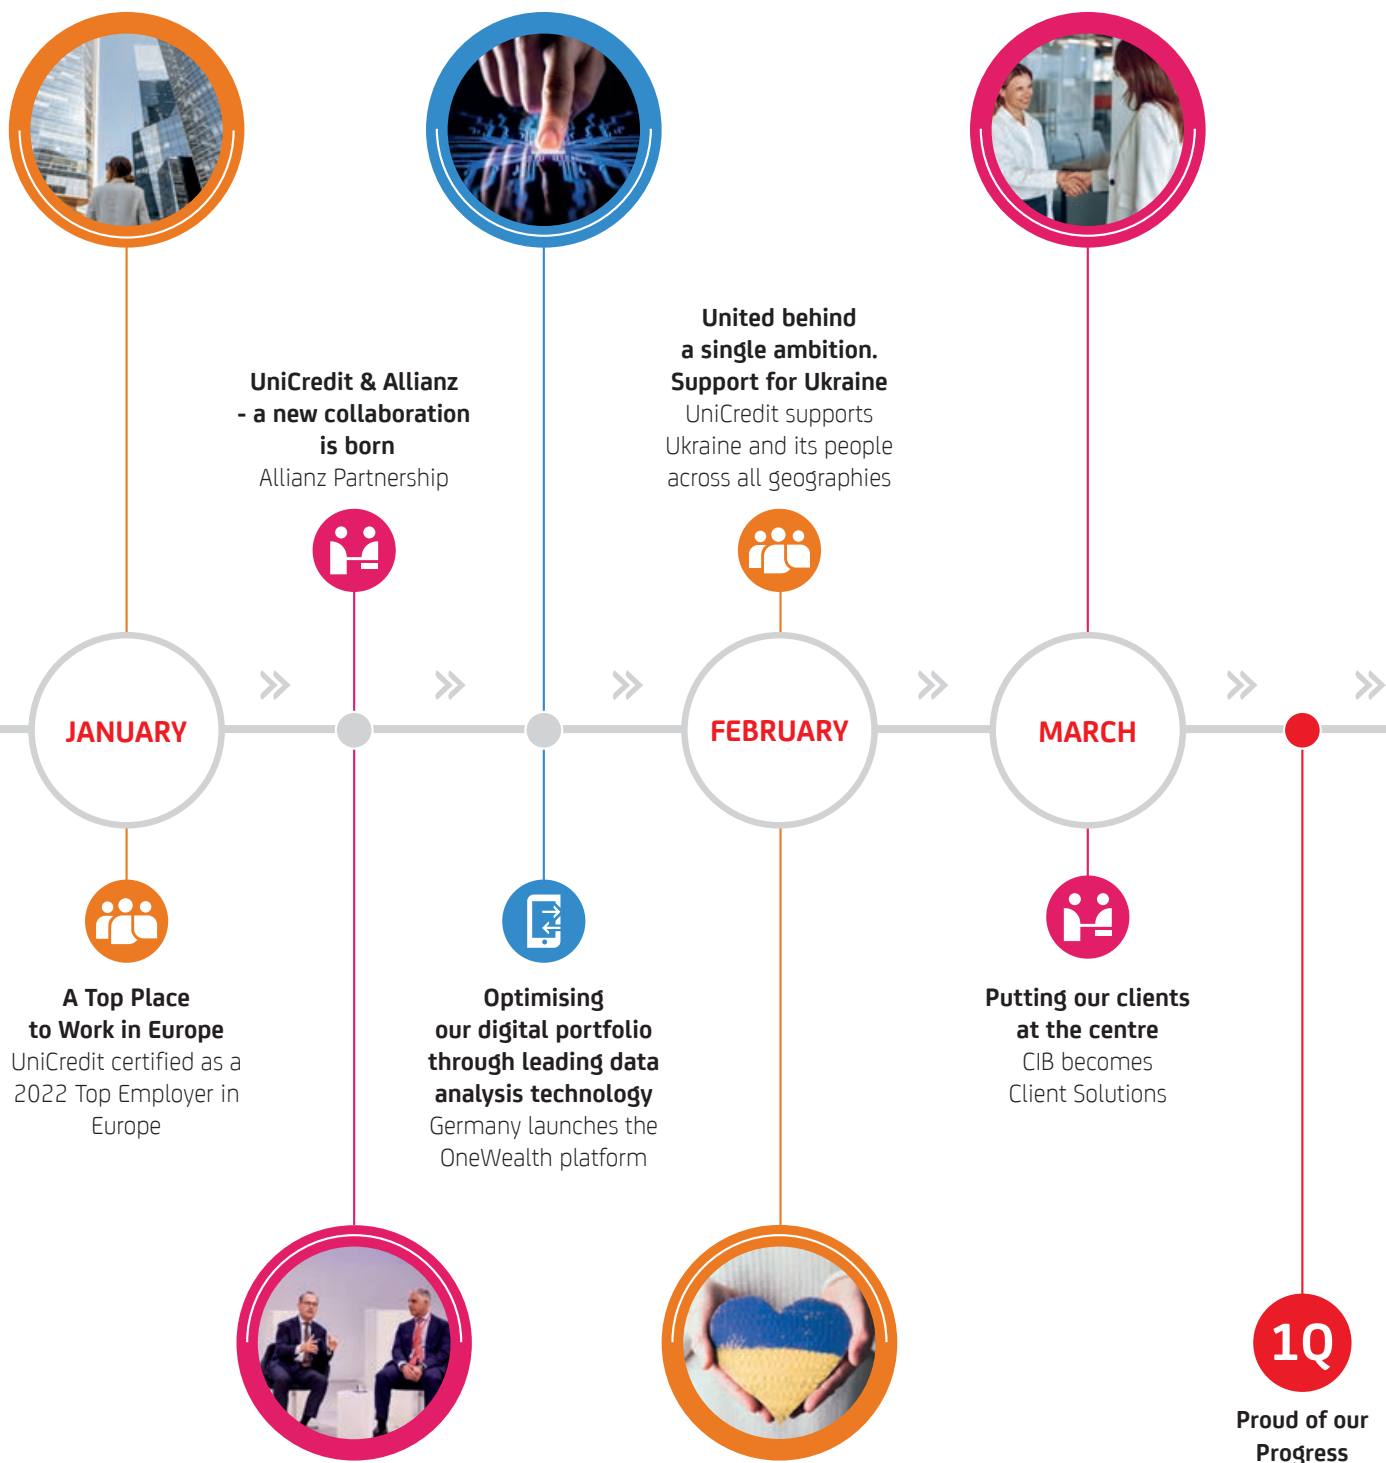 United behind
a single ambition.
Support for Ukraine
UniCredit supports
Ukraine and its people
across all geographies
UniCredit & Allianz
- a new collaboration
is born
Allianz Partnership
JANUARY
FEBRUARY
MARCH
A Top Place
to Work in Europe
UniCredit certified as a
2022 Top Employer in
Europe
Optimising
our digital portfolio
through leading data
analysis technology
Germany launches the
OneWealth platform
Putting our clients
at the centre
CIB becomes
Client Solutions
1Q
Proud of our
Progress